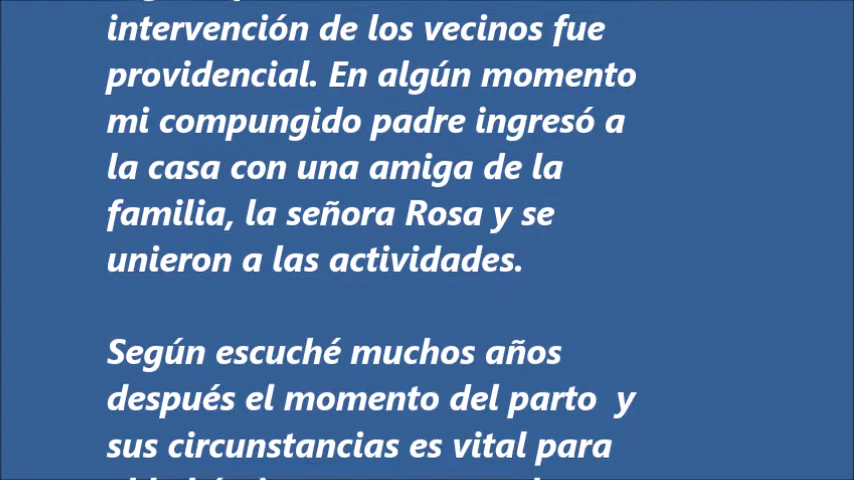 intervención de los vecinos fue
providencial. En algún momento
mi compungido padre ingresó a
la casa con una amiga de la
familia, la señora Rosa y se
unieron a las actividades.
Según escuché muchos años
después el momento del parto  y
sus circunstancias es vital para